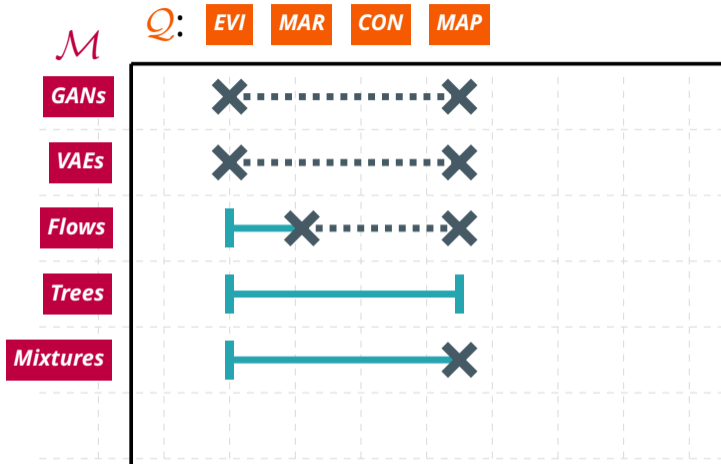 𝒬: EVI MAR CON MAP
ℳ
GANs
VAEs
Flows
Trees
Mixtures